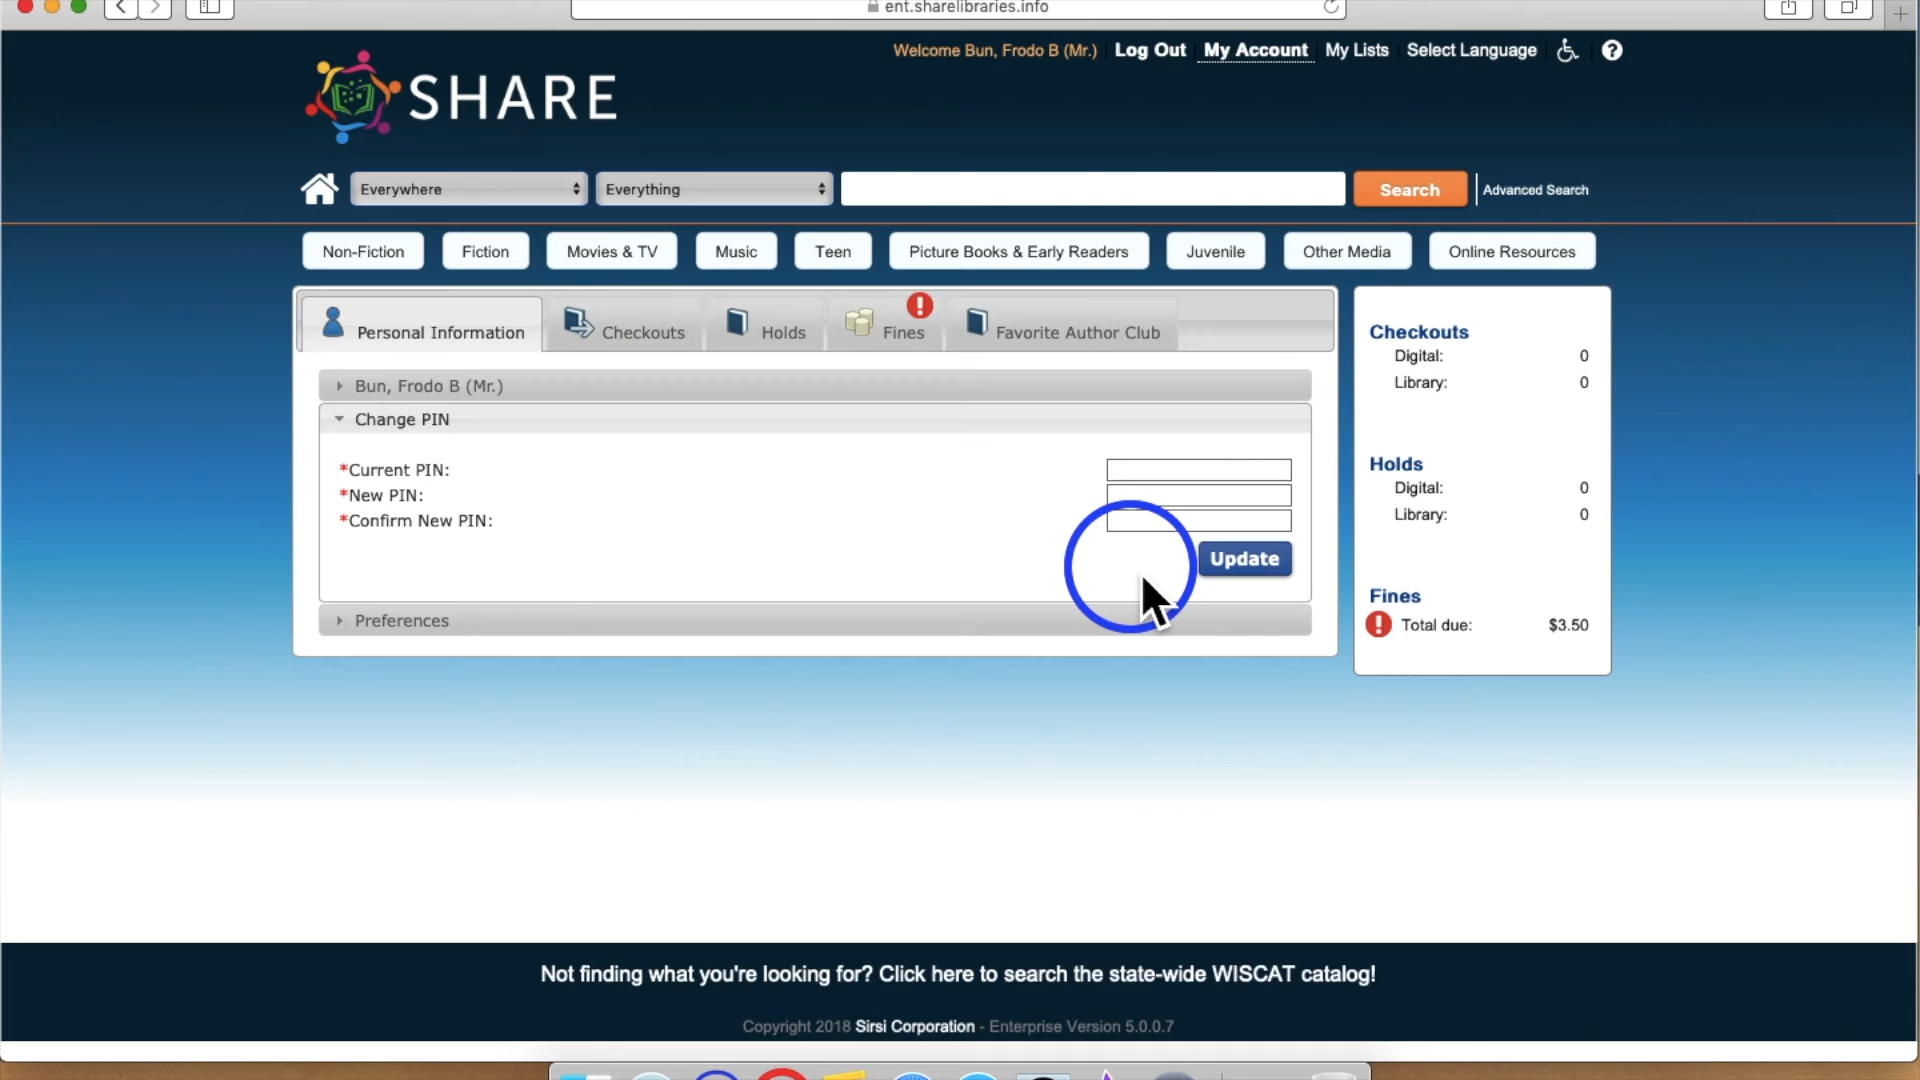 ent.sharelibraries.info
Welcome Bun, Frodo B (Mr.) Log Out My Account My Lists Select Language
SHARE
Everywhere Everything Search Advanced Search
Non-Fiction Fiction Movies & TV Music Teen Picture Books & Early Readers Juvenile Other Media Online Resources
Personal Information Checkouts Holds Fines Favorite Author Club
Bun, Frodo B (Mr.)
Change PIN
*Current PIN:
*New PIN:
*Confirm New PIN:
Update
Preferences
Checkouts
Digital: 0
Library: 0
Holds
Digital: 0
Library: 0
Fines
Total due: $3.50
Not finding what you're looking for? Click here to search the state-wide WISCAT catalog!
Copyright 2018 Sirsi Corporation - Enterprise Version 5.0.0.7